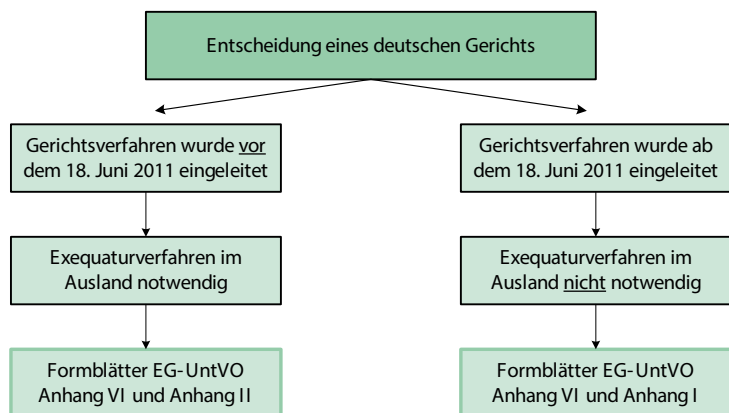 Entscheidung eines deutschen Gerichts
Gerichtsverfahren wurde vor
dem 18. Juni 2011 eingeleitet
Gerichtsverfahren wurde ab
dem 18. Juni 2011 eingeleitet
Exequaturverfahren im
Ausland notwendig
Exequaturverfahren im
Ausland nicht notwendig
Formblätter EG-UntVO
Anhang VI und Anhang II
Formblätter EG-UntVO
Anhang VI und Anhang I